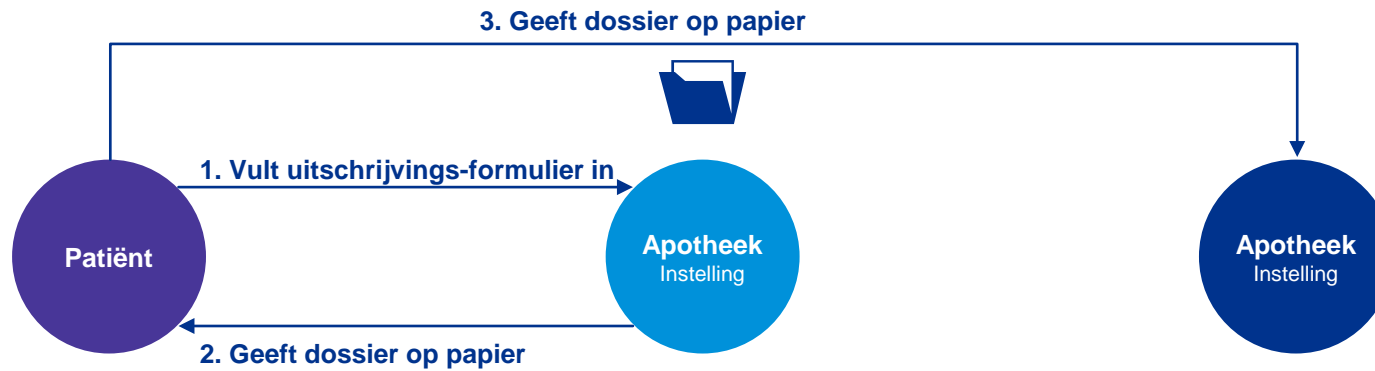 3. Geeft dossier op papier
1. Vult uitschrijvings-formulier in
Patiënt
Apotheek
Instelling
Apotheek
Instelling
2. Geeft dossier op papier